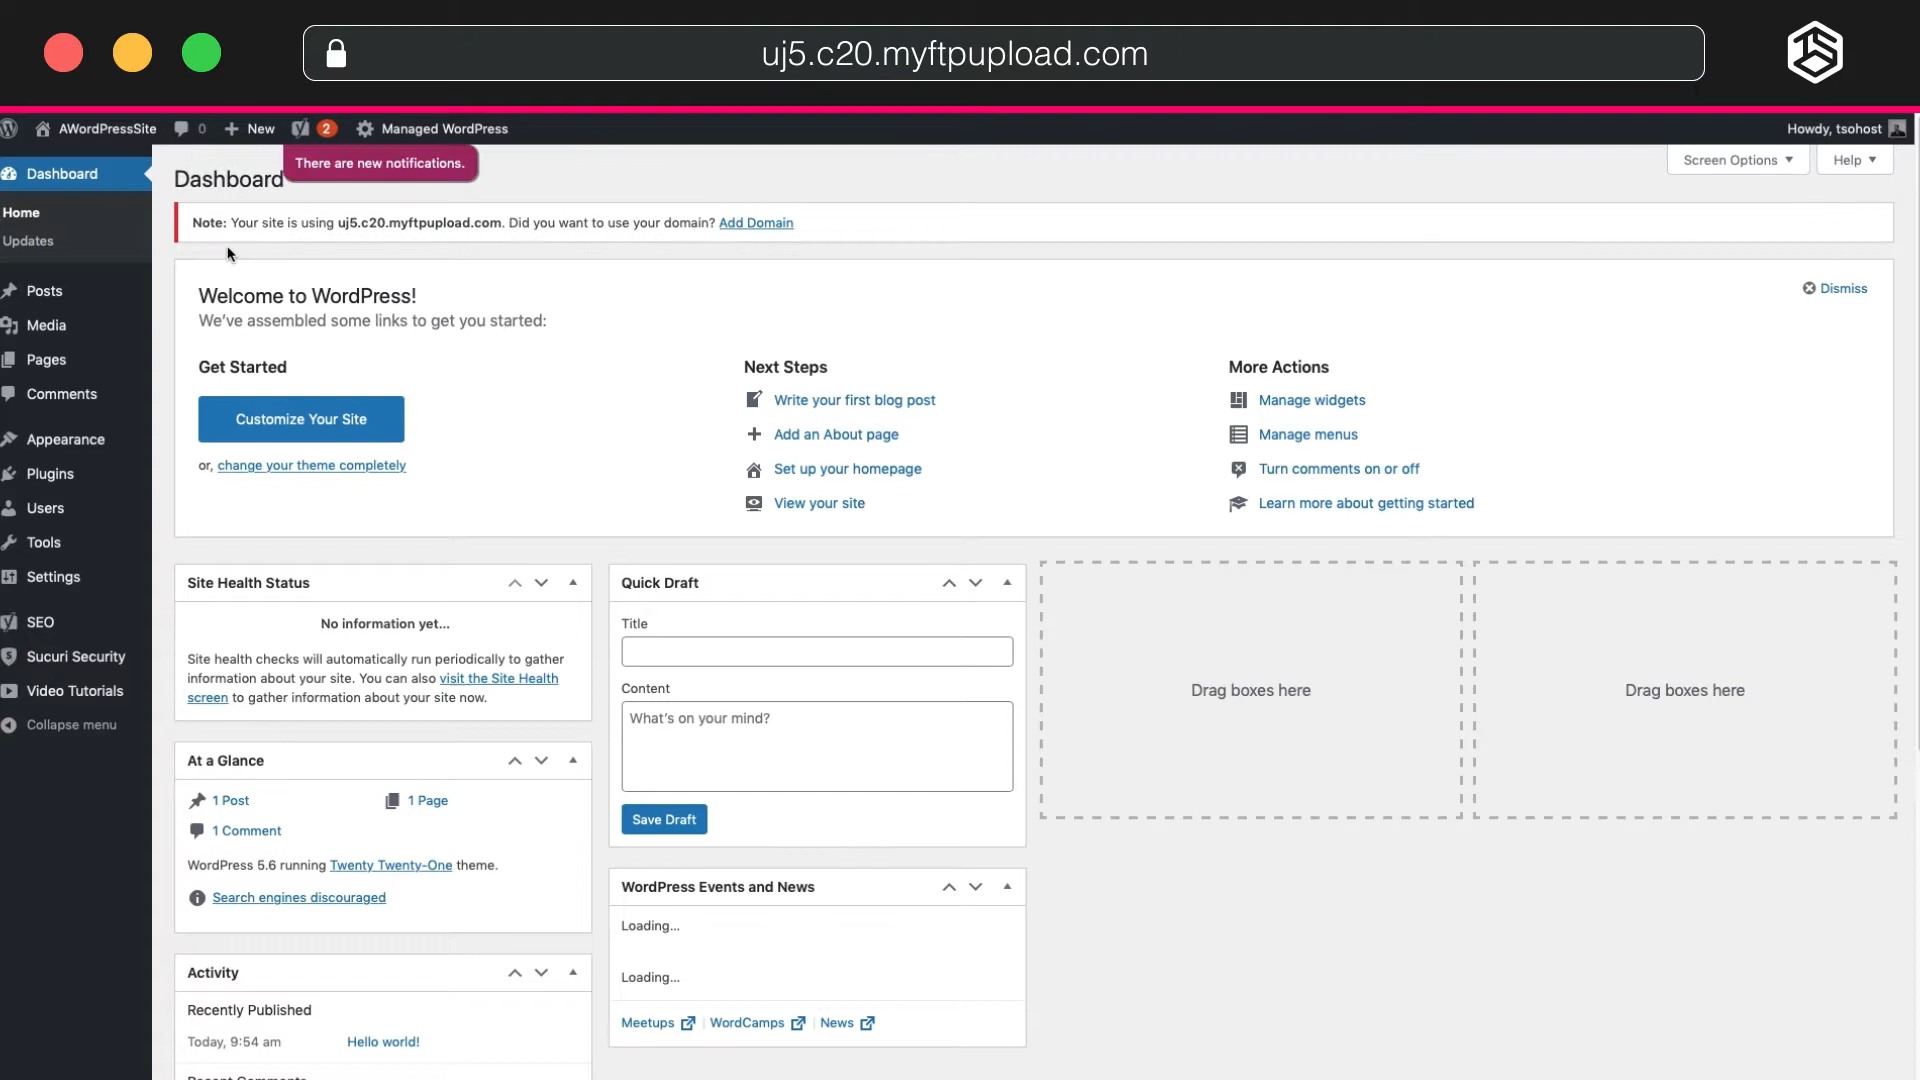 uj5.c20.myftpupload.com
AWordPressSite 0 New 2 Managed WordPress Howdy, tsohost
There are new notifications.
Screen Options Help
Dashboard
Home
Updates
Posts
Media
Pages
Comments
Appearance
Plugins
Users
Tools
Settings
SEO
Sucuri Security
Video Tutorials
Collapse menu
Dashboard
Note: Your site is using uj5.c20.myftpupload.com. Did you want to use your domain? Add Domain
Welcome to WordPress!
We've assembled some links to get you started:
Dismiss
Get Started
Customize Your Site
or, change your theme completely
Next Steps
Write your first blog post
Add an About page
Set up your homepage
View your site
More Actions
Manage widgets
Manage menus
Turn comments on or off
Learn more about getting started
Site Health Status
No information yet...
Site health checks will automatically run periodically to gather
information about your site. You can also visit the Site Health
screen to gather information about your site now.
At a Glance
1 Post 1 Page
1 Comment
WordPress 5.6 running Twenty Twenty-One theme.
Search engines discouraged
Activity
Recently Published
Today, 9:54 am Hello world!
Recent Comments
Quick Draft
Title
Content
What's on your mind?
Save Draft
WordPress Events and News
Loading...
Loading...
Meetups | WordCamps | News
Drag boxes here
Drag boxes here